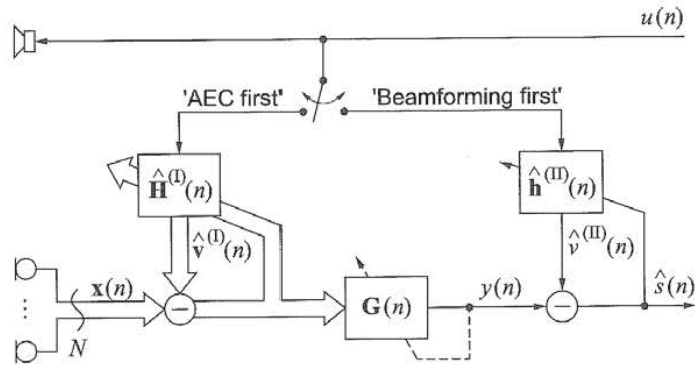 u(n)
'AEC first' 'Beamforming first'
Ĥ^(I)(n) ĥ^(II)(n)
v̂^(I)(n) v̂^(II)(n)
x(n) G(n) y(n) ŝ(n)
N